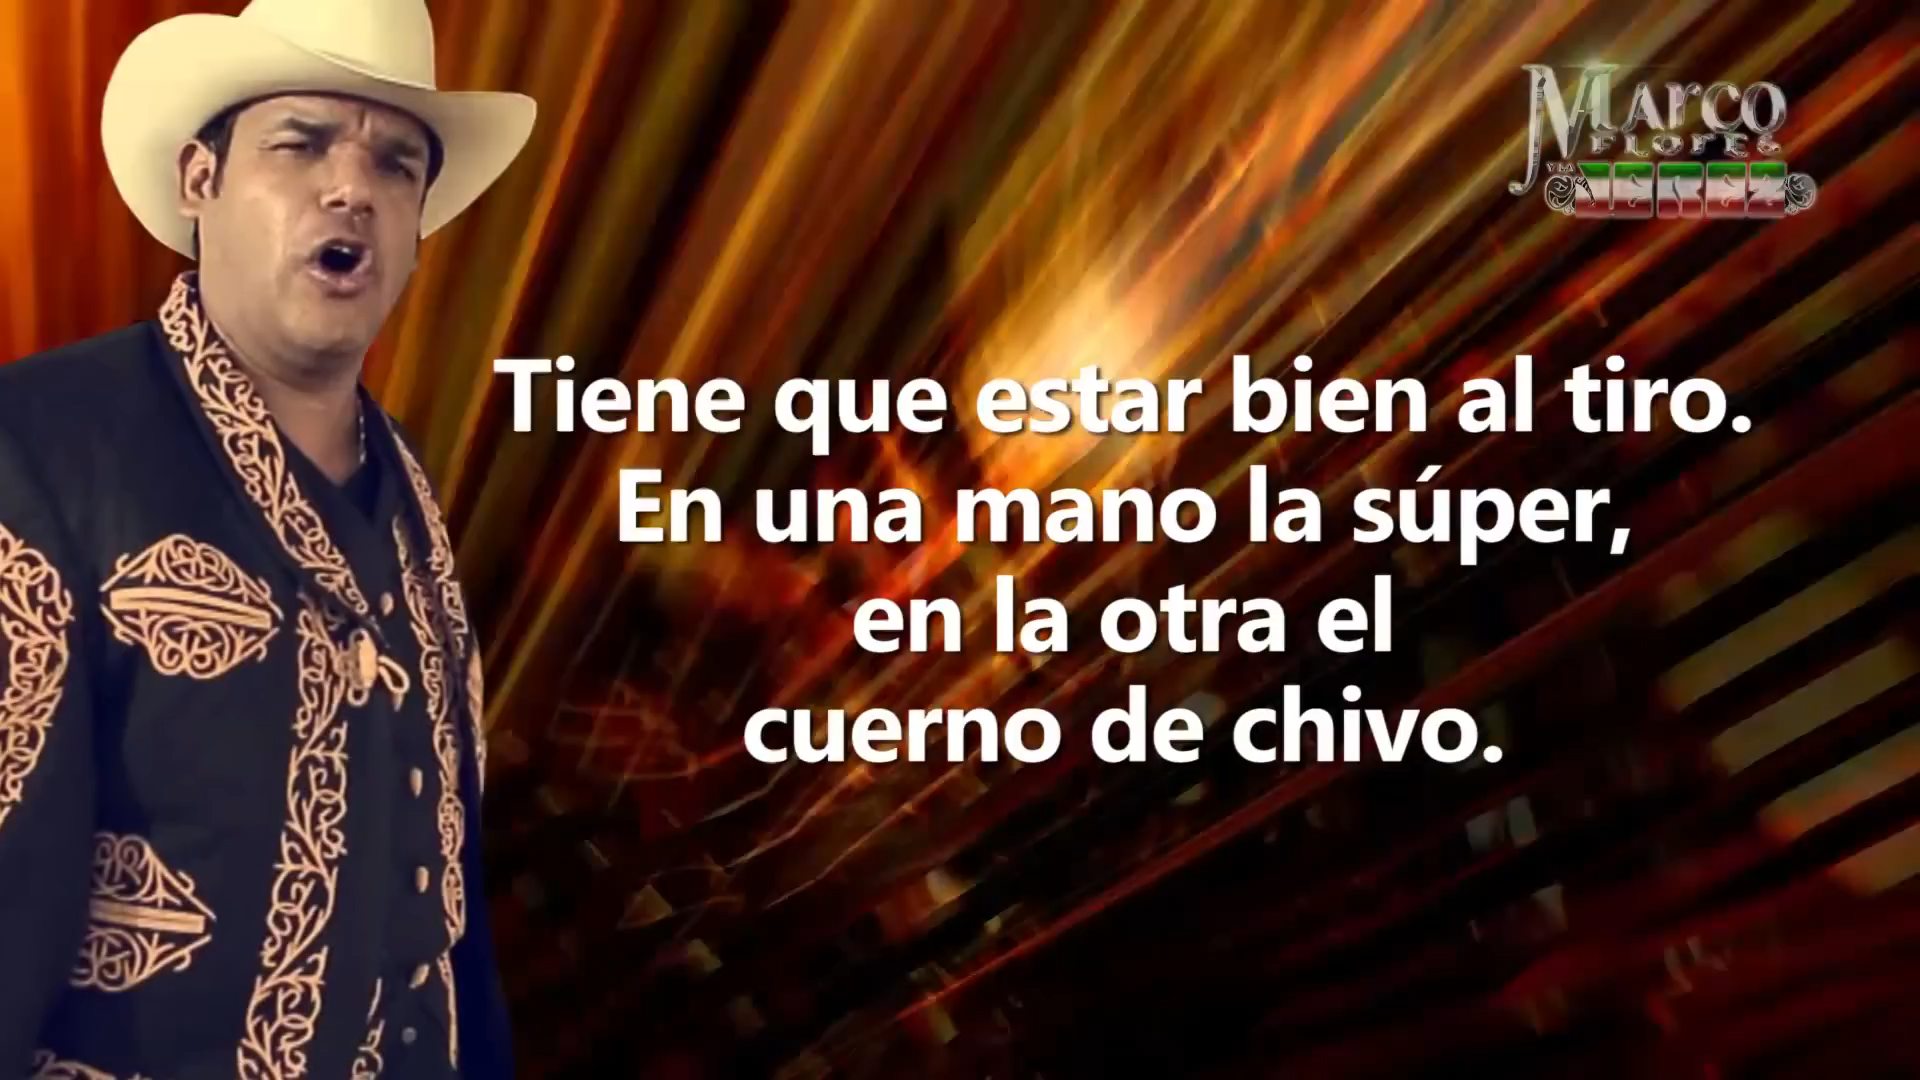 Marco
Flores
y la
Jerez
Tiene que estar bien al tiro.
En una mano la súper,
en la otra el
cuerno de chivo.